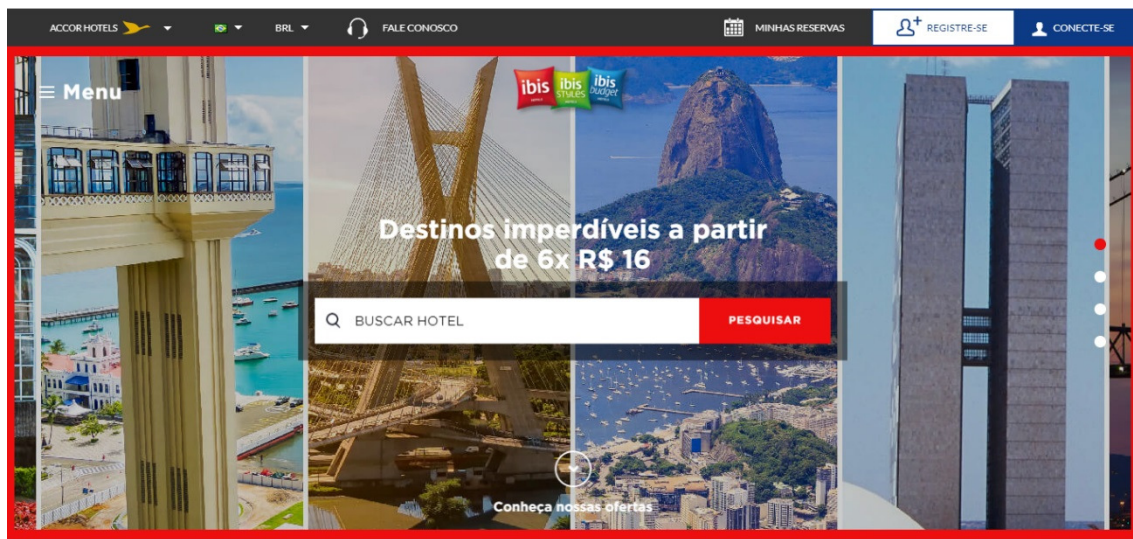 ACCOR HOTELS
BRL
FALE CONOSCO
MINHAS RESERVAS
REGISTRE-SE
CONECTE-SE
Menu
ibis
ibis
STYLES
ibis
budget
Destinos imperdíveis a partir
de 6x R$ 16
BUSCAR HOTEL
PESQUISAR
Conheça nossas ofertas